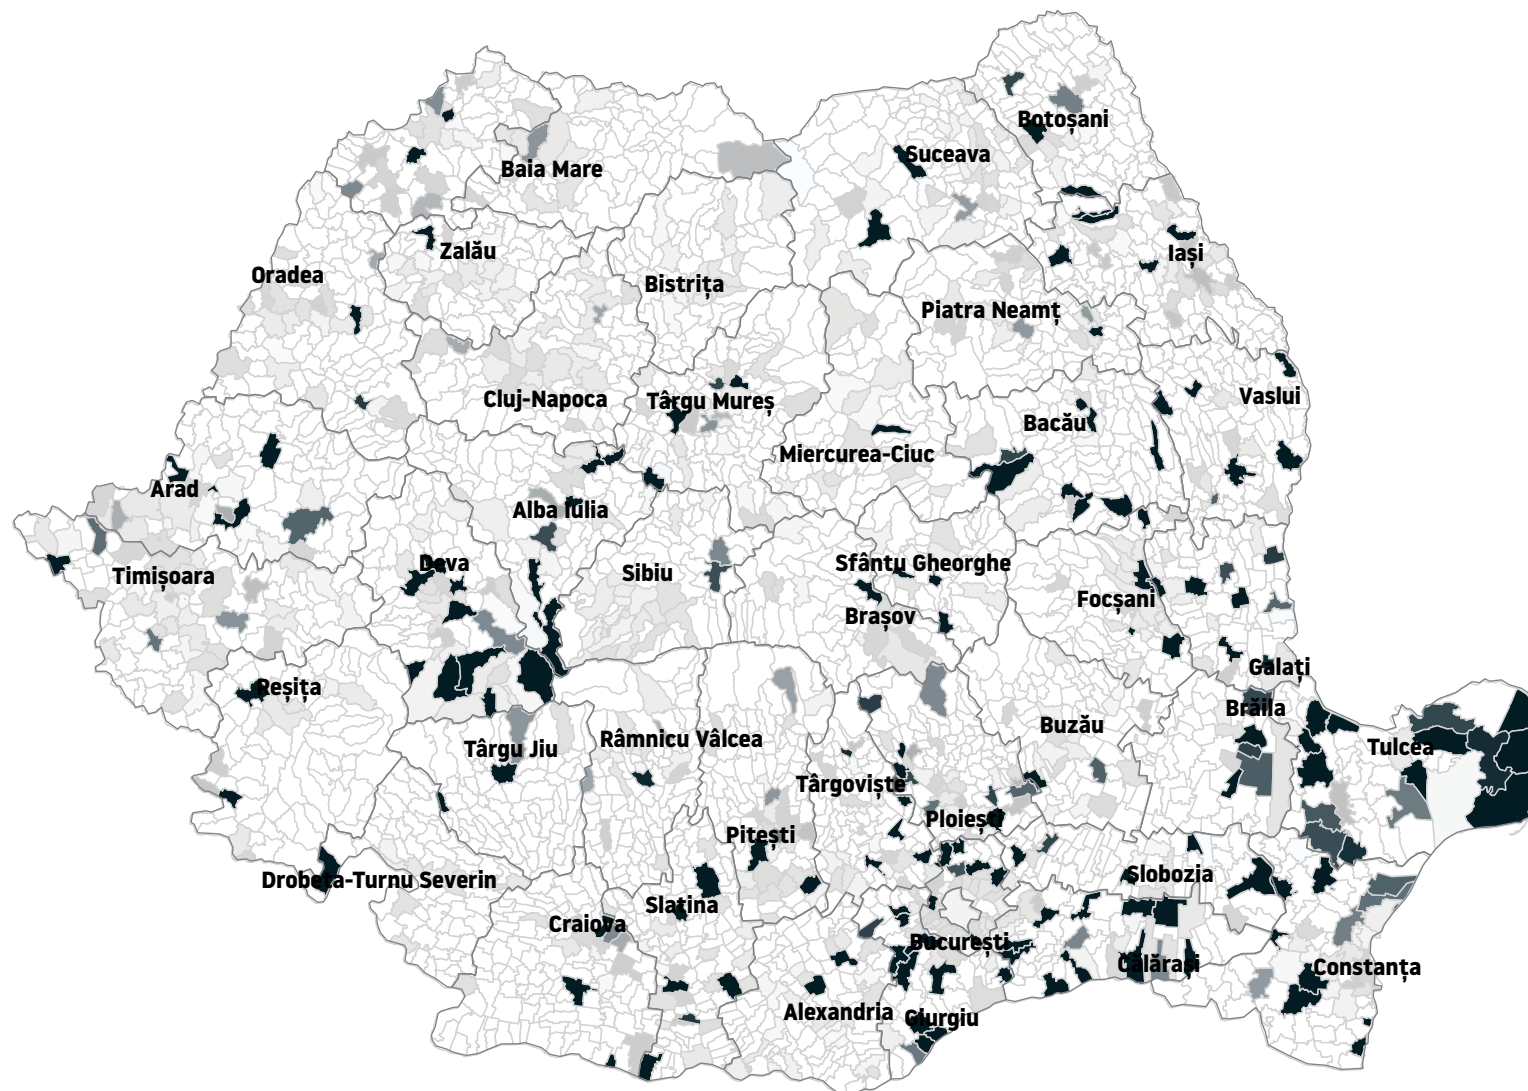 Botoșani
Suceava
Baia Mare
Zalău
Iași
Oradea
Bistrița
Piatra Neamț
Cluj-Napoca
Târgu Mureș
Vaslui
Bacău
Miercurea-Ciuc
Arad
Alba Iulia
Deva
Sfântu Gheorghe
Sibiu
Timișoara
Focșani
Brașov
Galați
Reșița
Brăila
Buzău
Râmnicu Vâlcea
Târgu Jiu
Tulcea
Târgoviște
Ploiești
Pitești
Slobozia
Drobeta-Turnu Severin
Slatina
Craiova
București
Călărași
Constanța
Alexandria
Giurgiu